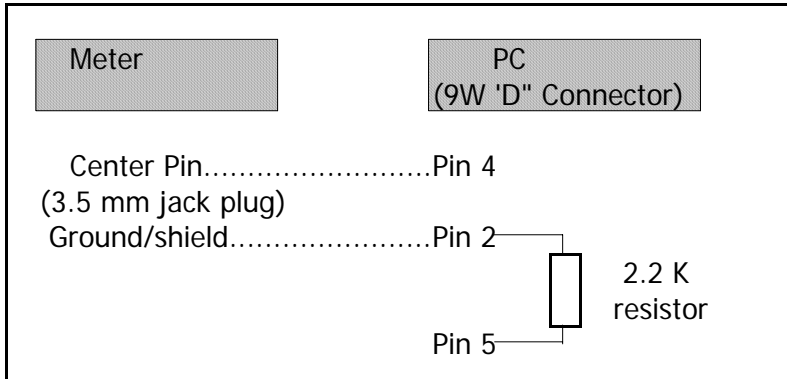 Meter PC
(9W 'D" Connector)
Center Pin..........................Pin 4
(3.5 mm jack plug)
Ground/shield.......................Pin 2
2.2 K
resistor
Pin 5